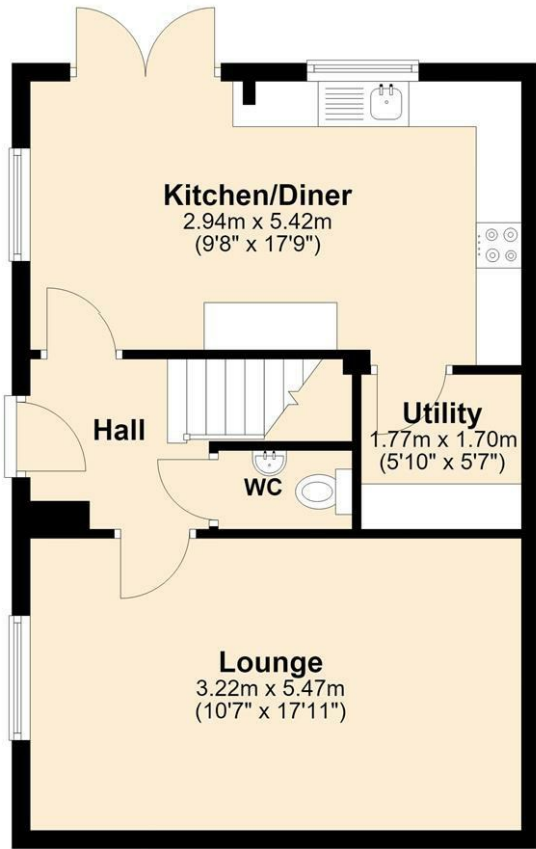 Kitchen/Diner
2.94m x 5.42m
(9'8" x 17'9")
Hall
Utility
1.77m x 1.70m
(5'10" x 5'7")
WC
Lounge
3.22m x 5.47m
(10'7" x 17'11")